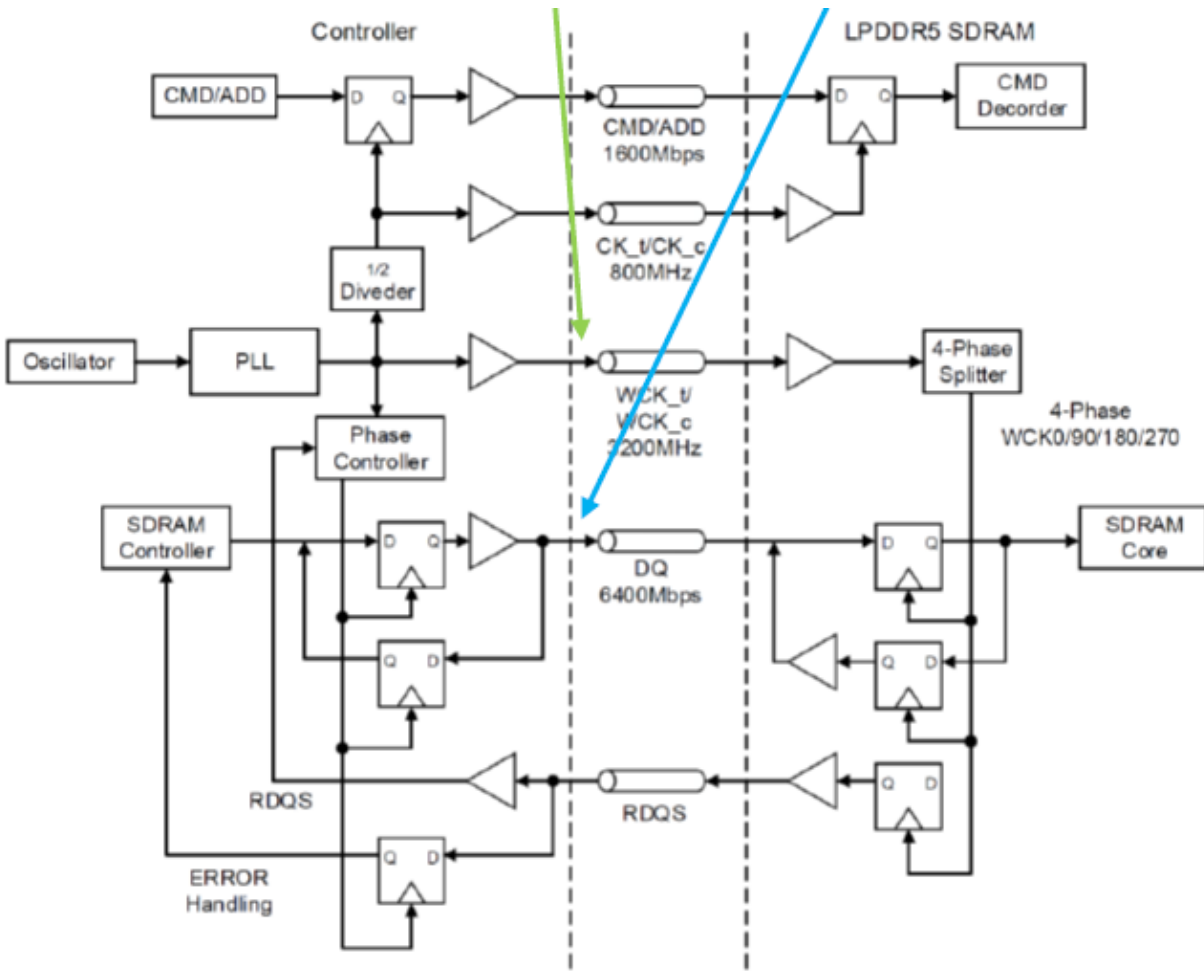 Controller
LPDDR5 SDRAM
CMD/ADD
D Q
CMD/ADD
1600Mbps
D Q
CMD
Decorder
1/2
Diveder
CK_t/CK_c
800MHz
Oscillator
PLL
WCK_t/
WCK_c
3200MHz
4-Phase
Splitter
4-Phase
WCK0/90/180/270
Phase
Controller
SDRAM
Controller
D Q
DQ
6400Mbps
D Q
SDRAM
Core
Q D
Q D
RDQS
RDQS
Q D
ERROR
Handling
Q D